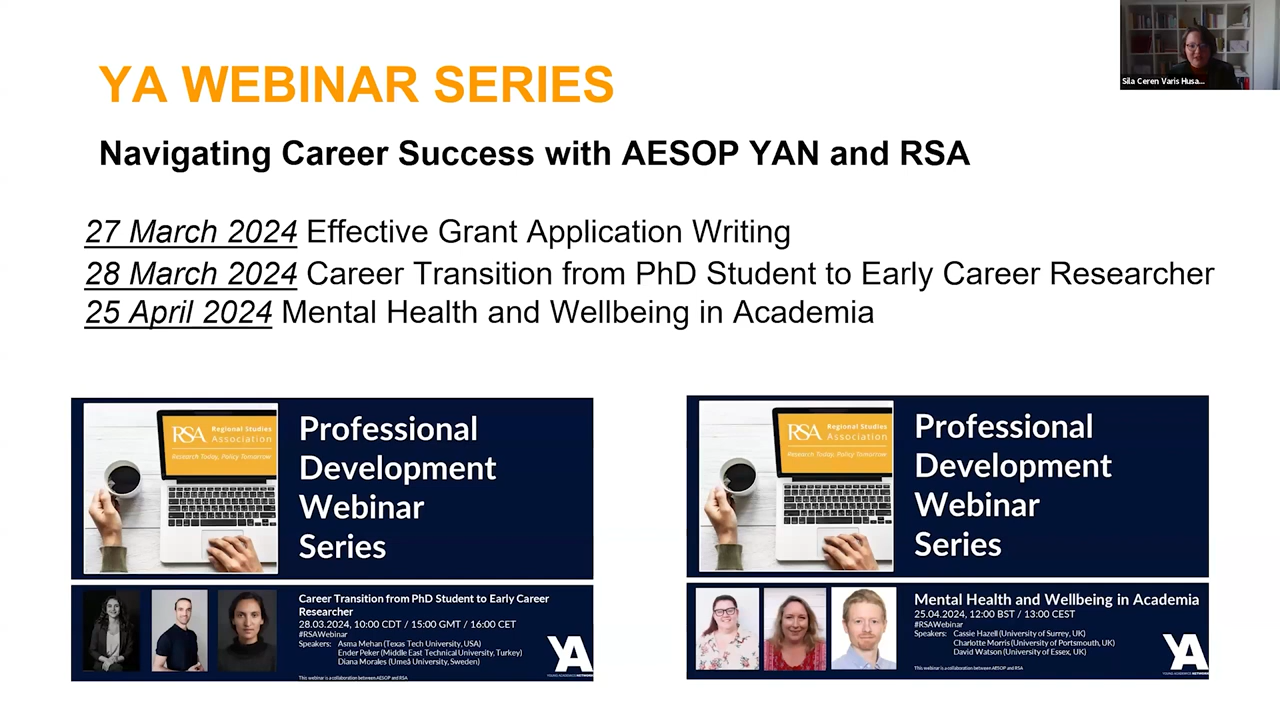 Sila Ceren Varis Husa...
YA WEBINAR SERIES
Navigating Career Success with AESOP YAN and RSA
27 March 2024 Effective Grant Application Writing
28 March 2024 Career Transition from PhD Student to Early Career Researcher
25 April 2024 Mental Health and Wellbeing in Academia
RSA Regional Studies
Association
Research Today, Policy Tomorrow
Professional
Development
Webinar
Series
Career Transition from PhD Student to Early Career
Researcher
28.03.2024, 10:00 CDT / 15:00 GMT / 16:00 CET
#RSAWebinar
Speakers: Asma Mehan (Texas Tech University, USA)
Ender Peker (Middle East Technical University, Turkey)
Diana Morales (Umeå University, Sweden)
This webinar is a collaboration between AESOP and RSA
YA
YOUNG ACADEMICS NETWORK
RSA Regional Studies
Association
Research Today, Policy Tomorrow
Professional
Development
Webinar
Series
Mental Health and Wellbeing in Academia
25.04.2024, 12:00 BST / 13:00 CEST
#RSAWebinar
Speakers: Cassie Hazell (University of Surrey, UK)
Charlotte Morris (University of Portsmouth, UK)
David Watson (University of Essex, UK)
This webinar is a collaboration between AESOP and RSA
YA
YOUNG ACADEMICS NETWORK